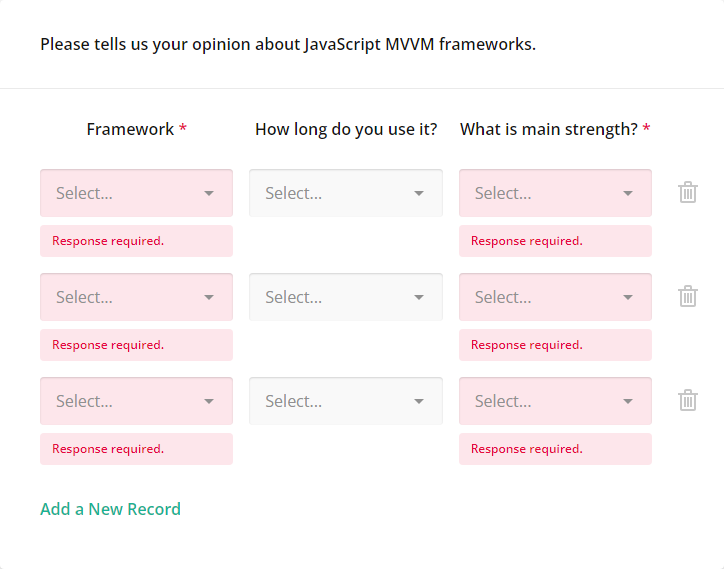 Please tells us your opinion about JavaScript MVVM frameworks.
Framework * How long do you use it? What is main strength? *
Select... Select... Select...
Response required. Response required.
Select... Select... Select...
Response required. Response required.
Select... Select... Select...
Response required. Response required.
Add a New Record